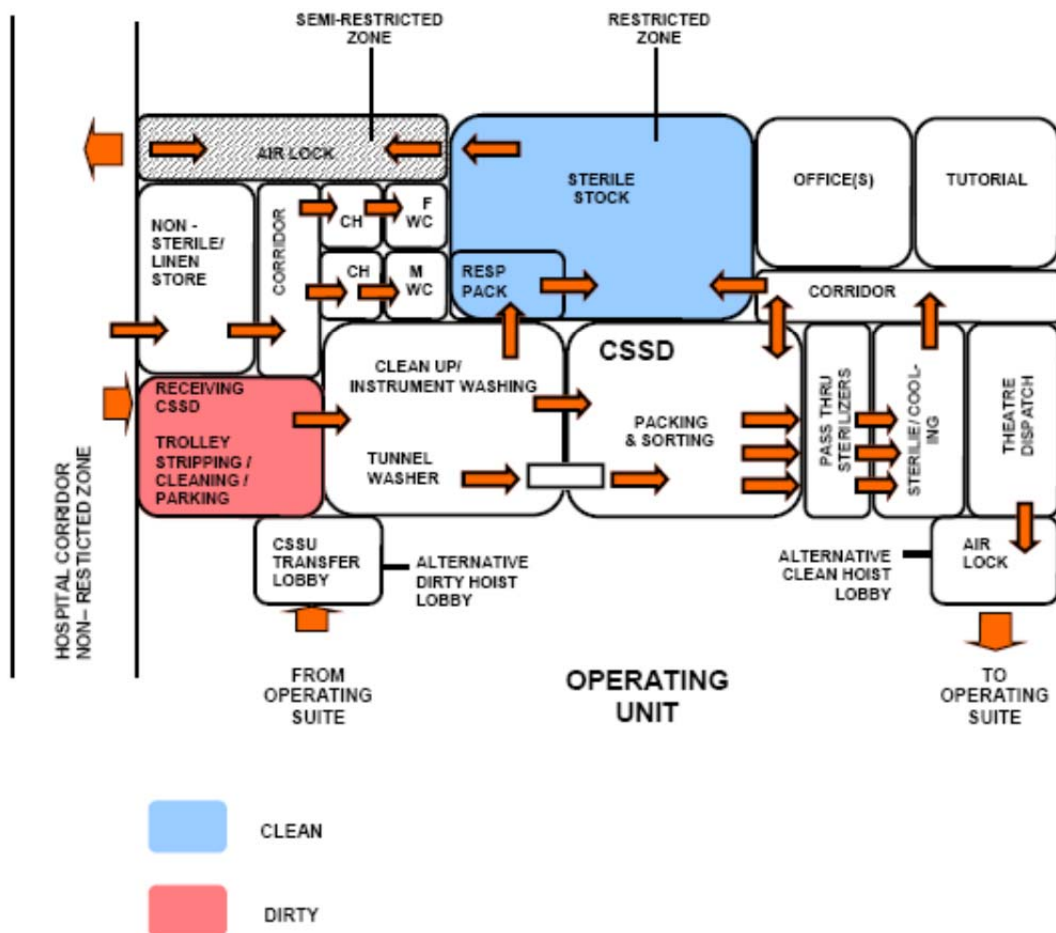 SEMI-RESTRICTED
ZONE
RESTRICTED
ZONE
AIR LOCK
STERILE
STOCK
OFFICE(S)
TUTORIAL
NON -
STERILE/
LINEN
STORE
CORRIDOR
CH
F
WC
CH
M
WC
RESP
PACK
CORRIDOR
RECEIVING
CSSD
TROLLEY
STRIPPING /
CLEANING /
PARKING
CLEAN UP/
INSTRUMENT WASHING
TUNNEL
WASHER
CSSD
PACKING
& SORTING
PASS THRU
STERILIZERS
STERILIE/ COOL-
ING
THEATRE
DISPATCH
HOSPITAL CORRIDOR
NON– RESTICTED ZONE
CSSU
TRANSFER
LOBBY
ALTERNATIVE
DIRTY HOIST
LOBBY
ALTERNATIVE
CLEAN HOIST
LOBBY
AIR
LOCK
FROM
OPERATING
SUITE
OPERATING
UNIT
TO
OPERATING
SUITE
CLEAN
DIRTY